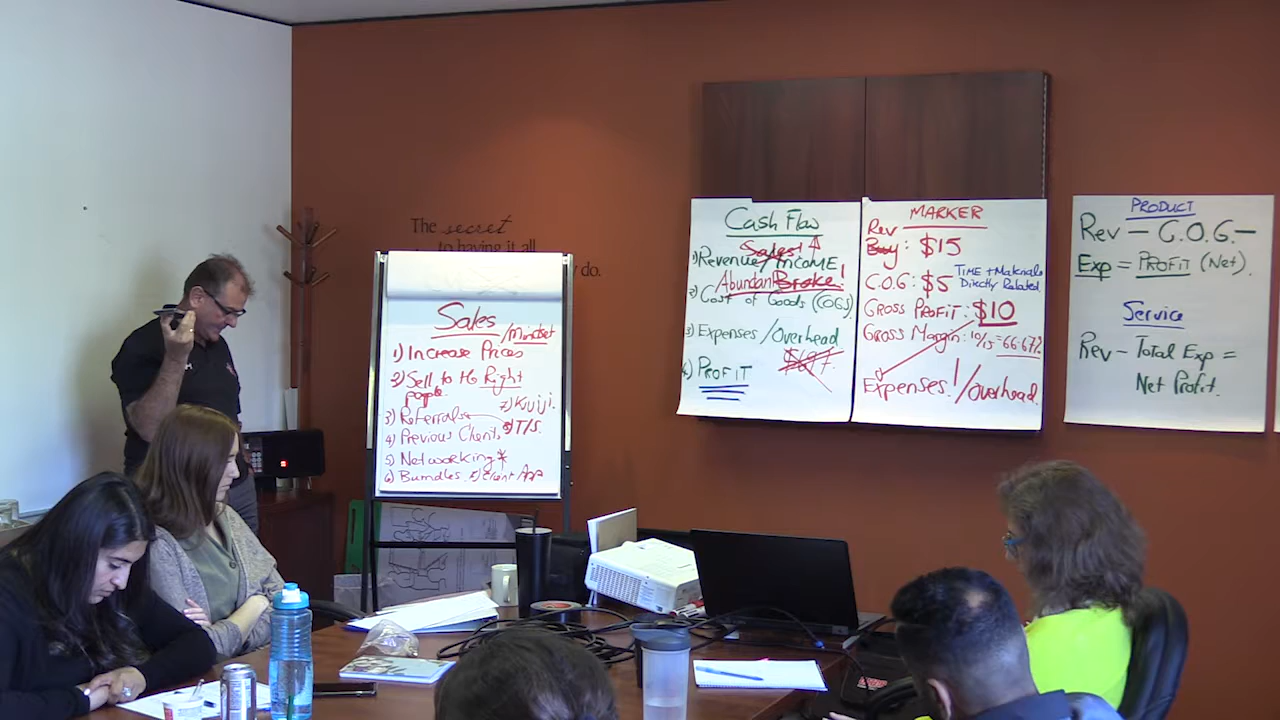 The secret
to having it all
do.
Sales
/Mindset
1) Increase Prices
2) Sell to the Right
people.
7) Kijiji.
3) Referrals
8) T/S.
4) Previous Clients
5) Networking *
6) Bundles. 5) Client App
Cash Flow
Sales!
1) Revenue/Income
Abundant Broke!
2) Cost of Goods (COGS)
3) Expenses/Overhead
4) PROFIT
MARKER
Rev
Buy: $15
C.O.G: $5 TIME + Materials
Directly Related.
GROSS PROFIT: $10
GROSS MARGIN: 10/15 = 66.67%
Expenses!/Overhead.
PRODUCT
Rev - C.O.G. -
Exp = PROFIT (Net).
Service
Rev - Total Exp =
Net Profit.